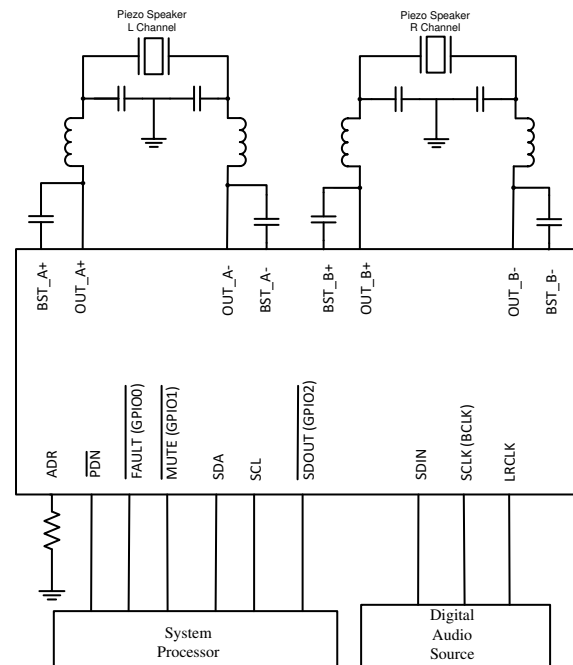 Piezo Speaker
L Channel
Piezo Speaker
R Channel
BST_A+
OUT_A+
OUT_A-
BST_A-
BST_B+
OUT_B+
OUT_B-
BST_B-
ADR
PDN
FAULT (GPIO0)
MUTE (GPIO1)
SDA
SCL
SDOUT (GPIO2)
SDIN
SCLK (BCLK)
LRCLK
System
Processor
Digital
Audio
Source